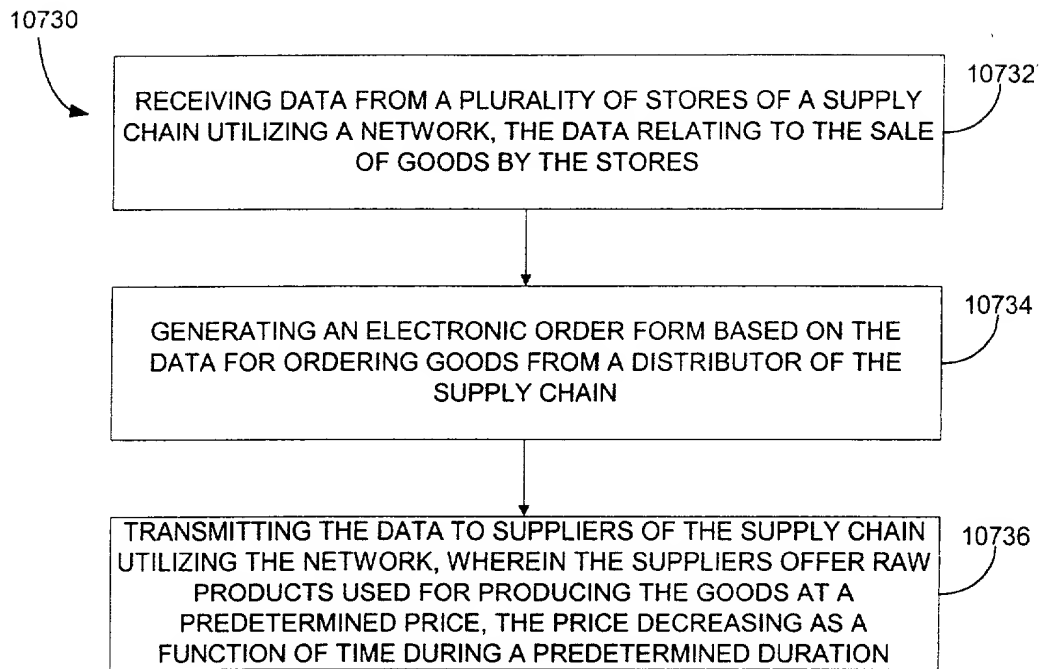 10730
10732
RECEIVING DATA FROM A PLURALITY OF STORES OF A SUPPLY
CHAIN UTILIZING A NETWORK, THE DATA RELATING TO THE SALE
OF GOODS BY THE STORES
10734
GENERATING AN ELECTRONIC ORDER FORM BASED ON THE
DATA FOR ORDERING GOODS FROM A DISTRIBUTOR OF THE
SUPPLY CHAIN
10736
TRANSMITTING THE DATA TO SUPPLIERS OF THE SUPPLY CHAIN
UTILIZING THE NETWORK, WHEREIN THE SUPPLIERS OFFER RAW
PRODUCTS USED FOR PRODUCING THE GOODS AT A
PREDETERMINED PRICE, THE PRICE DECREASING AS A
FUNCTION OF TIME DURING A PREDETERMINED DURATION